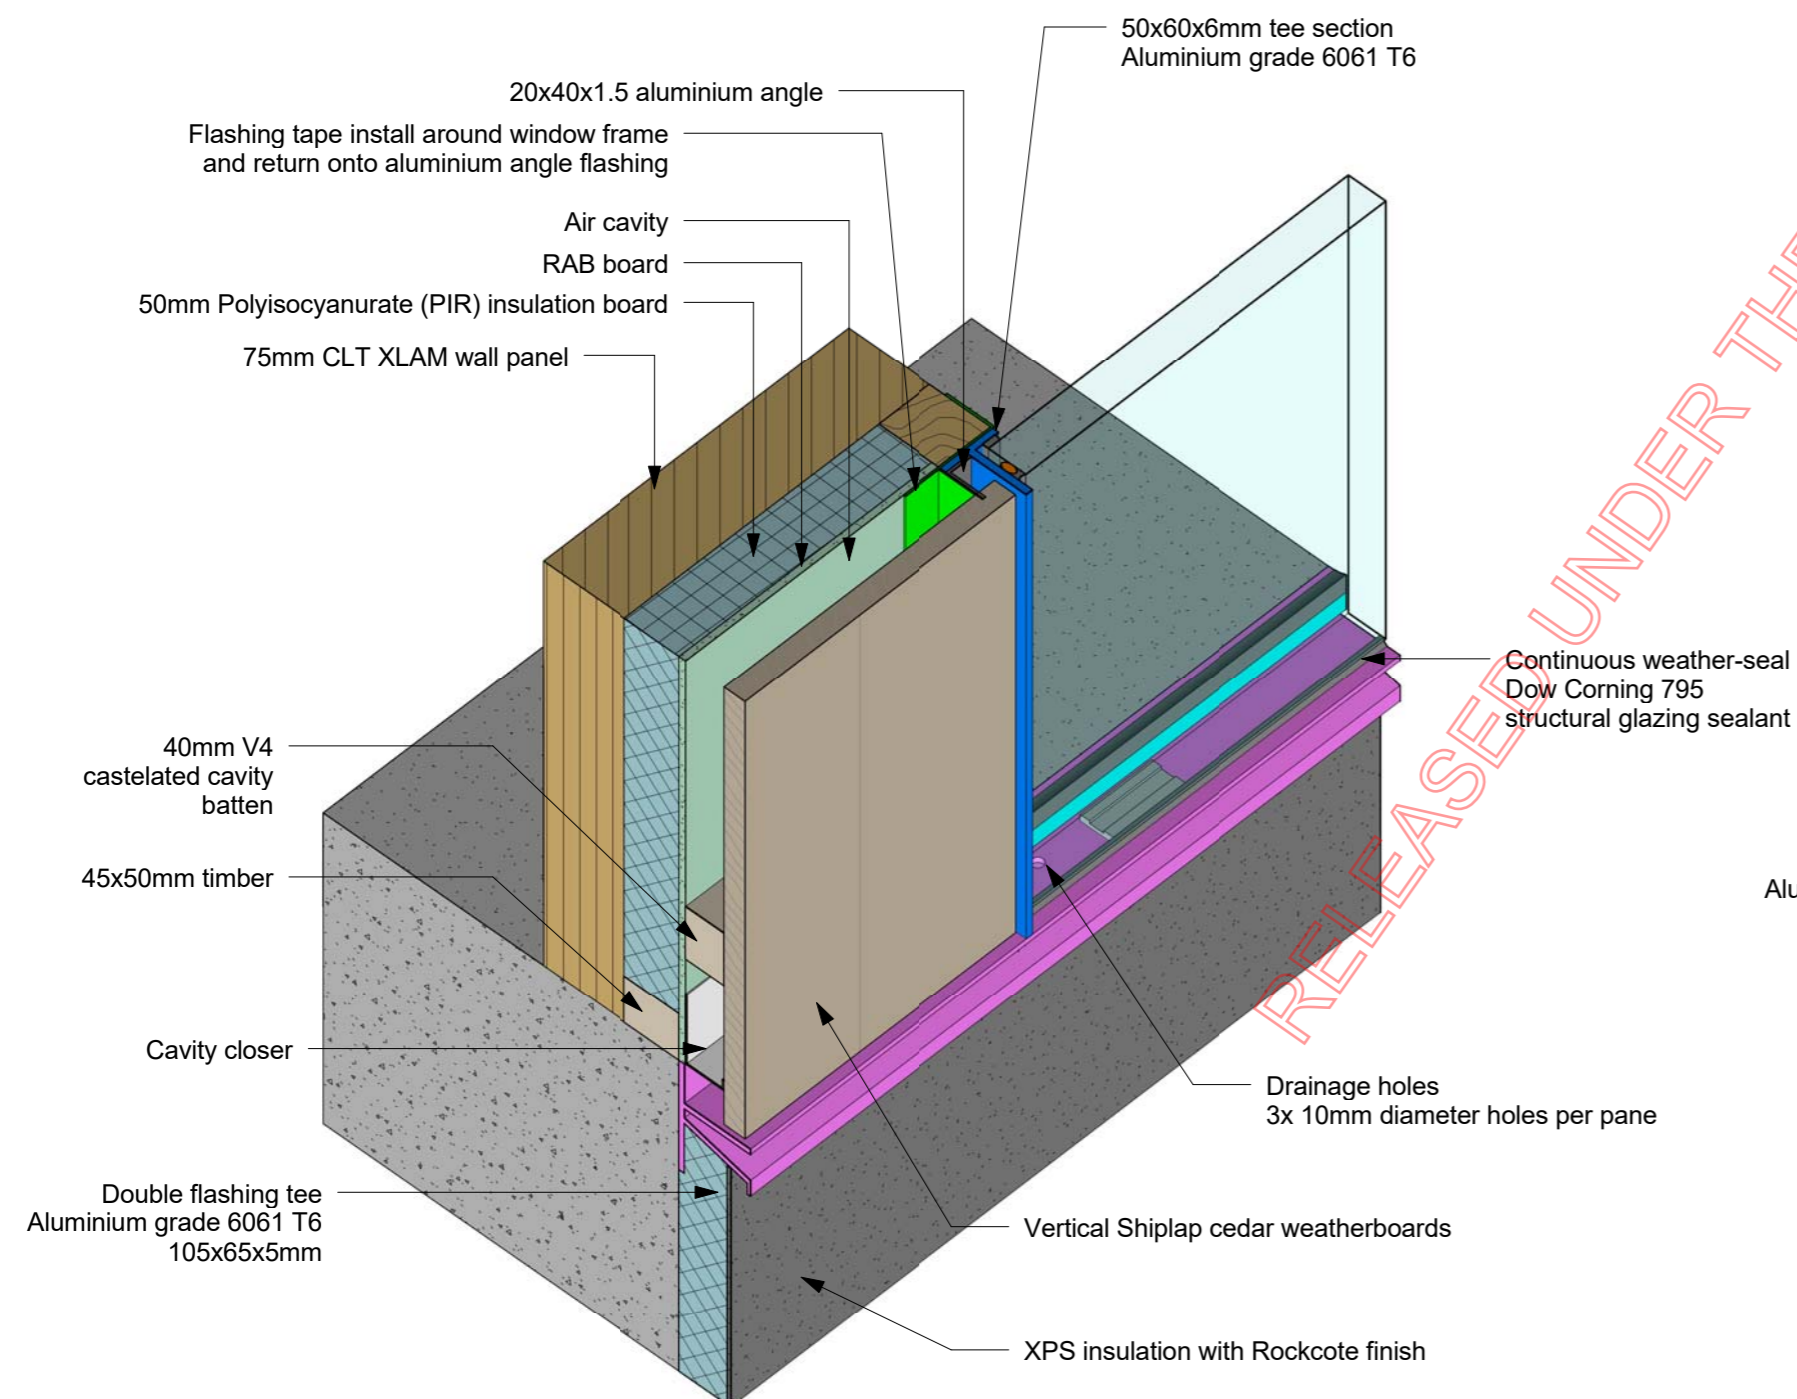 50x60x6mm tee section
Aluminium grade 6061 T6
20x40x1.5 aluminium angle
Flashing tape install around window frame
and return onto aluminium angle flashing
Air cavity
RAB board
50mm Polyisocyanurate (PIR) insulation board
75mm CLT XLAM wall panel
Continuous weather-seal
Dow Corning 795
structural glazing sealant
40mm V4
castelated cavity
batten
45x50mm timber
Cavity closer
Drainage holes
3x 10mm diameter holes per pane
Double flashing tee
Aluminium grade 6061 T6
105x65x5mm
Vertical Shiplap cedar weatherboards
XPS insulation with Rockcote finish
RELEASED UNDER THE